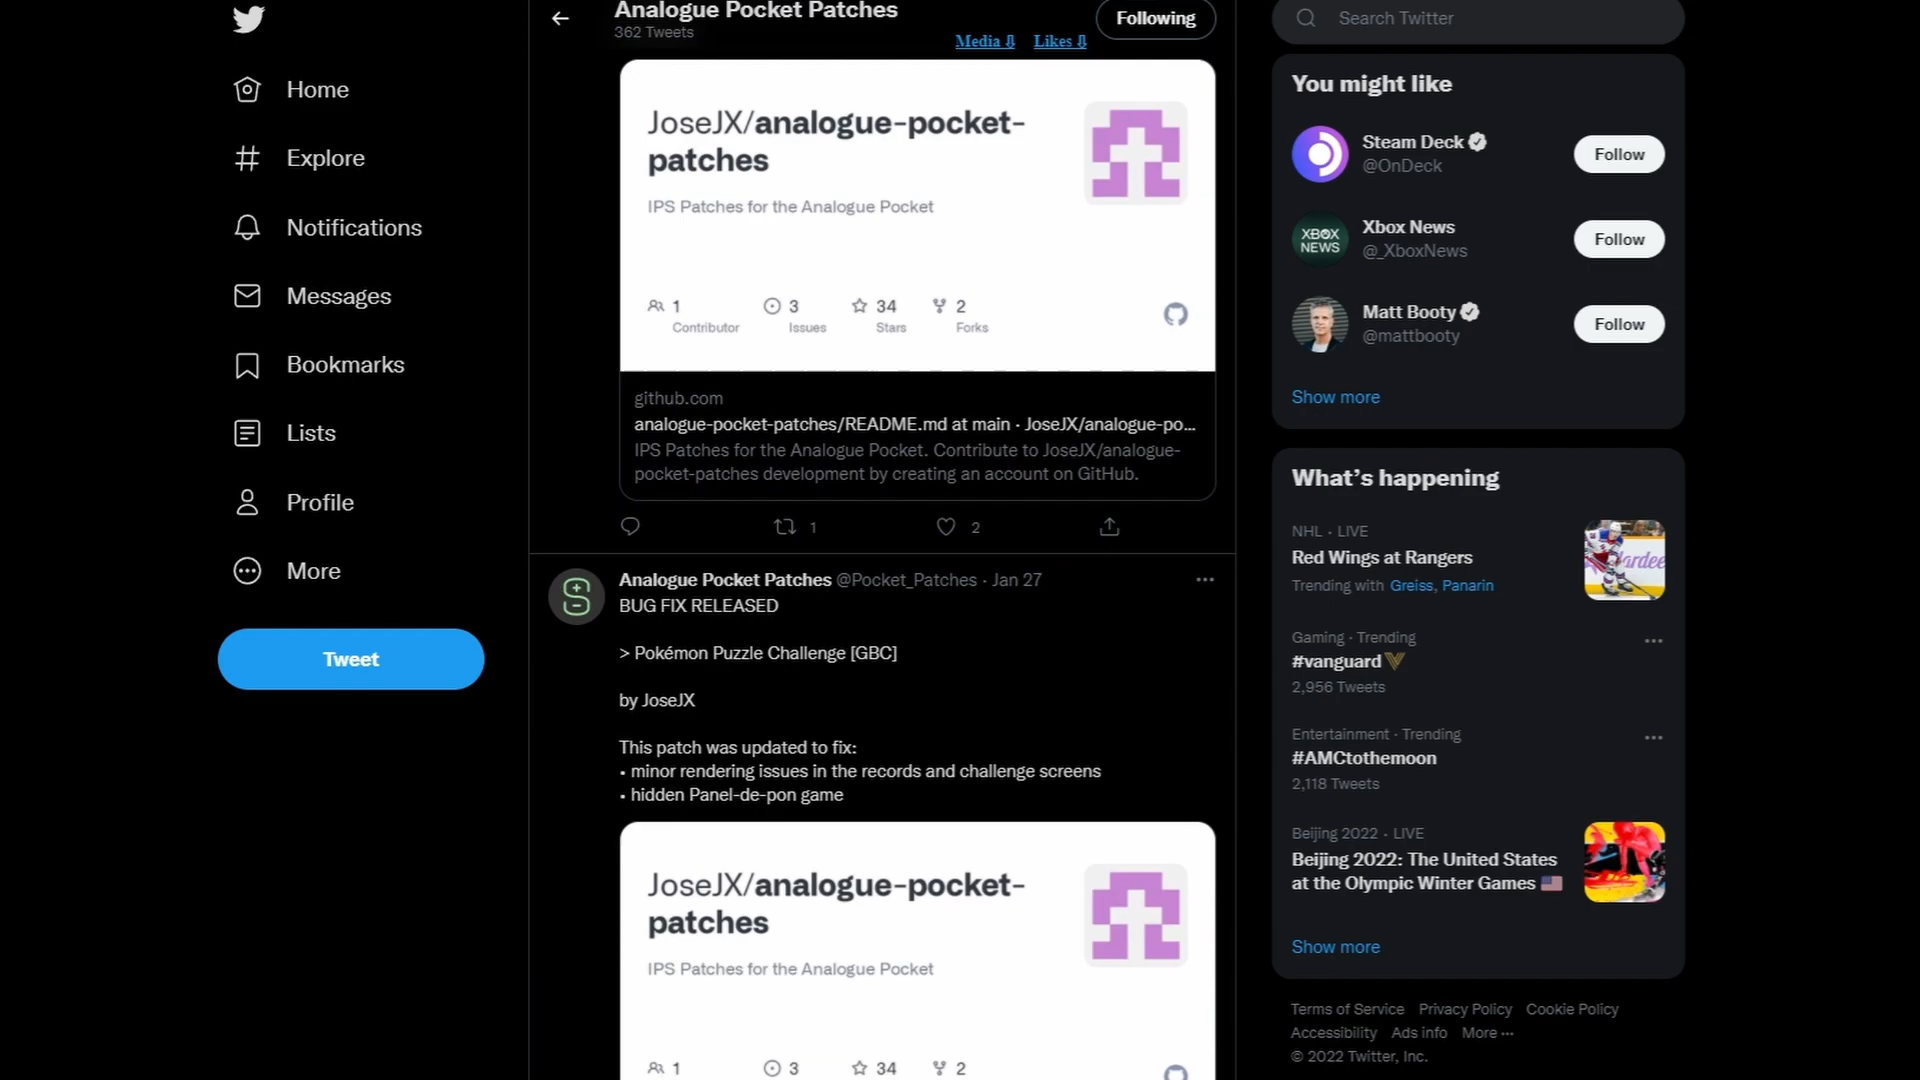 Home
Explore
Notifications
Messages
Bookmarks
Lists
Profile
More
Tweet
Analogue Pocket Patches
362 Tweets
Media ⇩ Likes ⇩
Following
JoseJX/analogue-pocket-
patches
IPS Patches for the Analogue Pocket
1 3 34 2
Contributor Issues Stars Forks
github.com
analogue-pocket-patches/README.md at main · JoseJX/analogue-po...
IPS Patches for the Analogue Pocket. Contribute to JoseJX/analogue-
pocket-patches development by creating an account on GitHub.
1 2
Analogue Pocket Patches @Pocket_Patches · Jan 27
BUG FIX RELEASED
> Pokémon Puzzle Challenge [GBC]
by JoseJX
This patch was updated to fix:
• minor rendering issues in the records and challenge screens
• hidden Panel-de-pon game
JoseJX/analogue-pocket-
patches
IPS Patches for the Analogue Pocket
1 3 34 2
Search Twitter
You might like
Steam Deck
@OnDeck
Follow
XBOX
NEWS
Xbox News
@_XboxNews
Follow
Matt Booty
@mattbooty
Follow
Show more
What's happening
NHL · LIVE
Red Wings at Rangers
Trending with Greiss, Panarin
Gaming · Trending
#vanguard
2,956 Tweets
Entertainment · Trending
#AMCtothemoon
2,118 Tweets
Beijing 2022 · LIVE
Beijing 2022: The United States
at the Olympic Winter Games 🇺🇸
Show more
Terms of Service Privacy Policy Cookie Policy
Accessibility Ads info More ···
© 2022 Twitter, Inc.